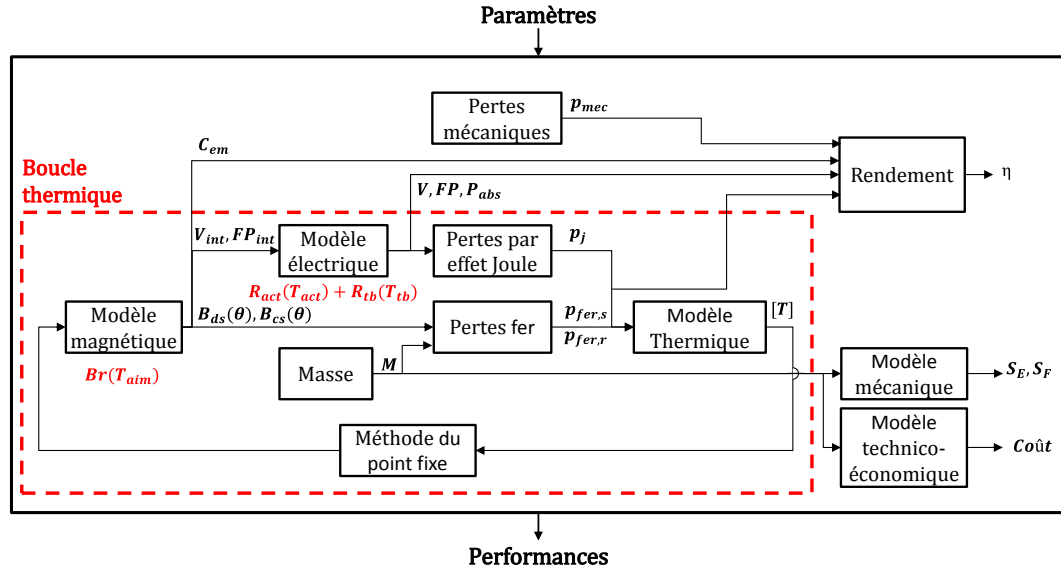 Paramètres
Pertes
mécaniques
p_mec
C_em
Boucle
thermique
Rendement
η
V, FP, P_abs
V_int, FP_int
Modèle
électrique
Pertes par
effet Joule
p_j
R_act(T_act) + R_tb(T_tb)
Modèle
magnétique
B_ds(θ), B_cs(θ)
Pertes fer
p_fer,s
p_fer,r
Modèle
Thermique
[T]
Br(T_aim)
Masse
M
Modèle
mécanique
S_E, S_F
Méthode du
point fixe
Modèle
technico-
économique
Coût
Performances